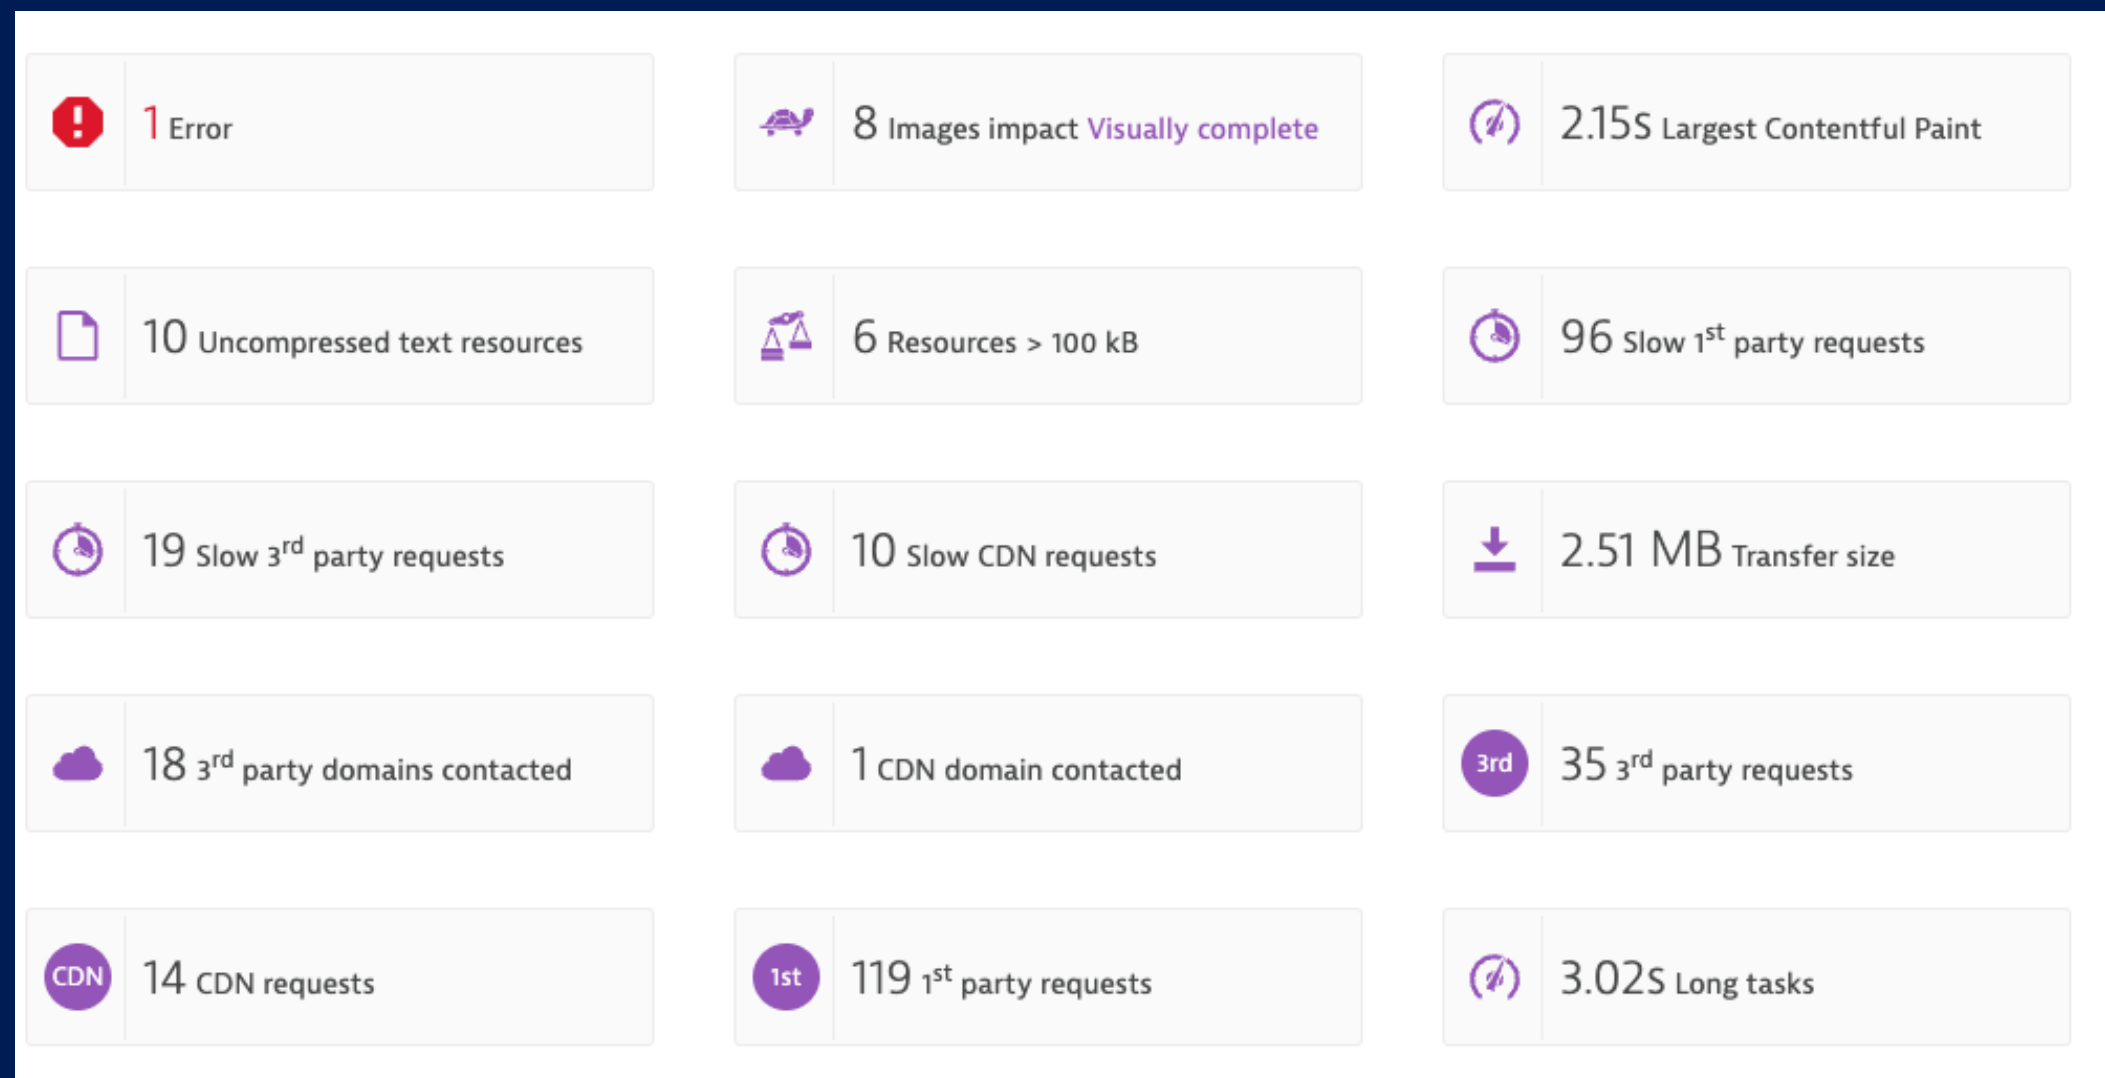 1 Error
8 Images impact Visually complete
2.15s Largest Contentful Paint
10 Uncompressed text resources
6 Resources > 100 kB
96 Slow 1st party requests
19 Slow 3rd party requests
10 Slow CDN requests
2.51 MB Transfer size
18 3rd party domains contacted
1 CDN domain contacted
3rd
35 3rd party requests
CDN
14 CDN requests
1st
119 1st party requests
3.02s Long tasks